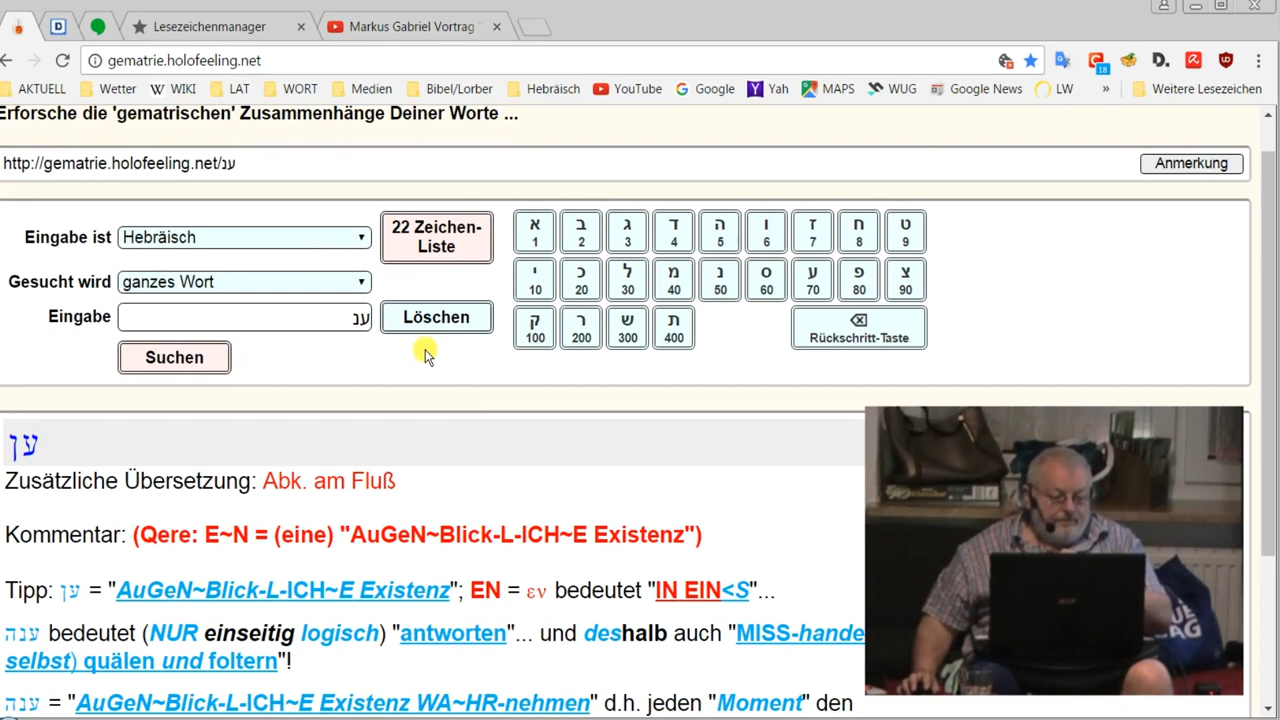 Lesezeichenmanager
Markus Gabriel Vortrag "
gematrie.holofeeling.net
18
AKTUELL Wetter WIKI LAT WORT Medien Bibel/Lorber Hebräisch YouTube Google Yah MAPS WUG Google News LW » Weitere Lesezeichen
Erforsche die 'gematrischen' Zusammenhänge Deiner Worte ...
http://gematrie.holofeeling.net/ענ
Anmerkung
Eingabe ist Hebräisch
22 Zeichen-
Liste
Gesucht wird ganzes Wort
Eingabe ענ
Löschen
Suchen
א ב ג ד ה ו ז ח ט
1 2 3 4 5 6 7 8 9
י כ ל מ נ ס ע פ צ
10 20 30 40 50 60 70 80 90
ק ר ש ת
100 200 300 400
Rückschritt-Taste
ען
Zusätzliche Übersetzung: Abk. am Fluß
Kommentar: (Qere: E~N = (eine) "AuGeN~Blick-L-ICH~E Existenz")
Tipp: ען = "AuGeN~Blick-L-ICH~E Existenz"; EN = εν bedeutet "IN EIN<S"...
ענה bedeutet (NUR einseitig logisch) "antworten"... und deshalb auch "MISS-hande
selbst) quälen und foltern"!
ענה = "AuGeN~Blick-L-ICH~E Existenz WA~HR-nehmen" d.h. jeden "Moment" den
acer